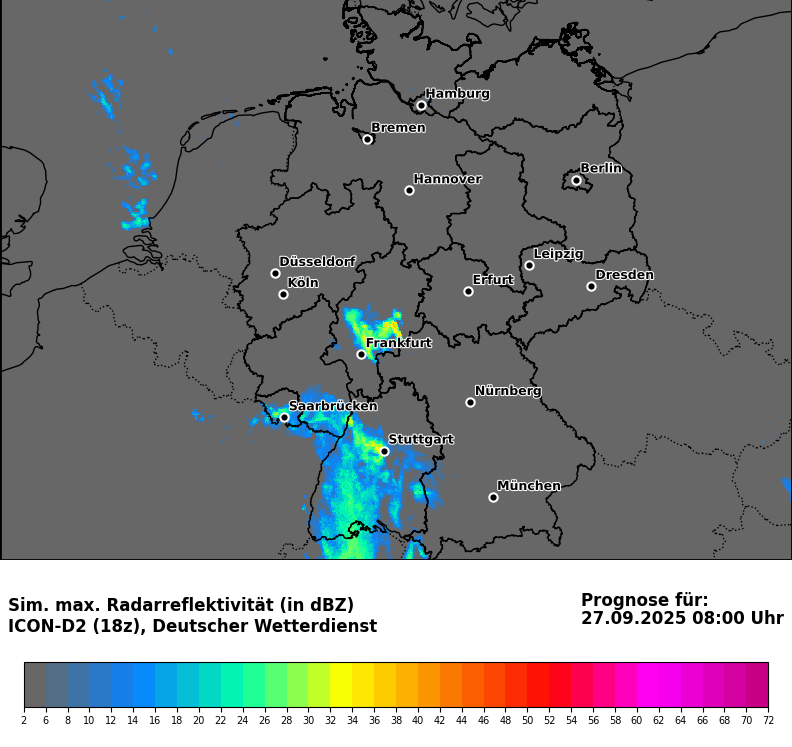 Hamburg
Bremen
Berlin
Hannover
Leipzig
Düsseldorf
Dresden
Erfurt
Köln
Frankfurt
Nürnberg
Saarbrücken
Stuttgart
München
Sim. max. Radarreflektivität (in dBZ)
ICON-D2 (18z), Deutscher Wetterdienst
Prognose für:
27.09.2025 08:00 Uhr
2 6 8 10 12 14 16 18 20 22 24 26 28 30 32 34 36 38 40 42 44 46 48 50 52 54 56 58 60 62 64 66 68 70 72